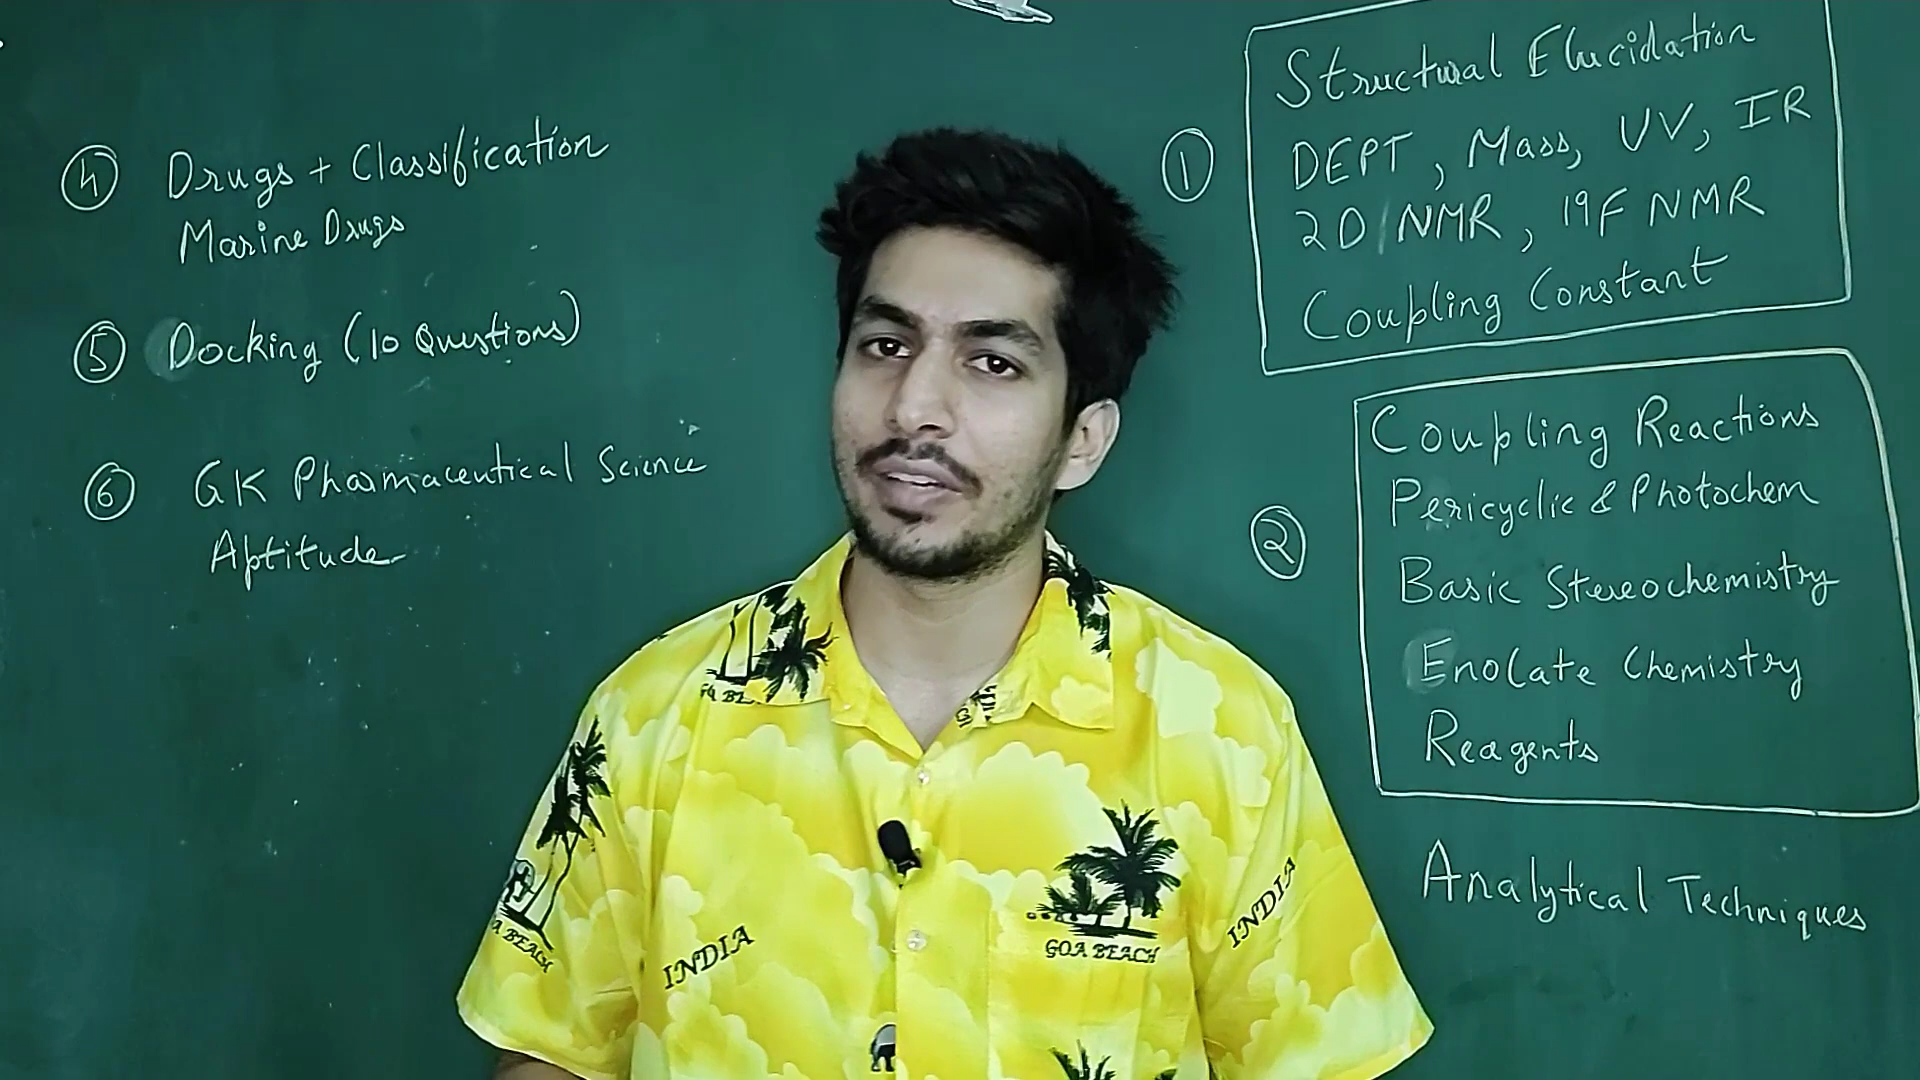 ④ Drugs + Classification
Marine Drugs
⑤ Docking (10 Questions)
⑥ GK Pharmaceutical Science
Aptitude
① Structural Elucidation
DEPT, Mass, UV, IR
2D NMR, 19F NMR
Coupling Constant
② Coupling Reactions
Pericyclic & Photochem
Basic Stereochemistry
Enolate Chemistry
Reagents
Analytical Techniques
INDIA
GOA BEACH
INDIA
A BEACH